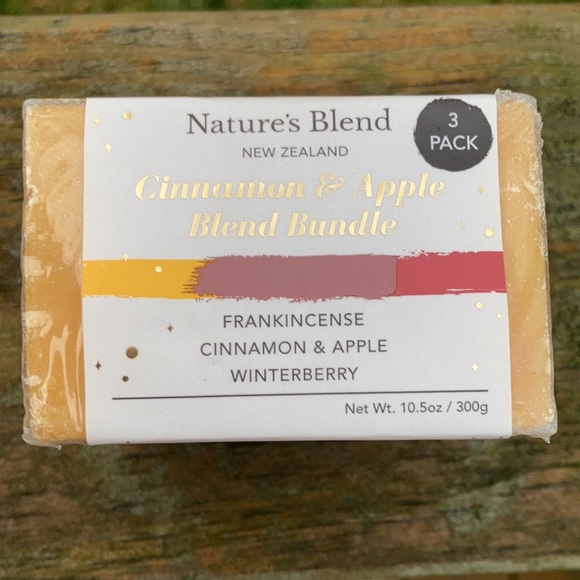 Nature's Blend
NEW ZEALAND
3
PACK
Cinnamon & Apple
Blend Bundle
FRANKINCENSE
CINNAMON & APPLE
WINTERBERRY
Net Wt. 10.5oz / 300g